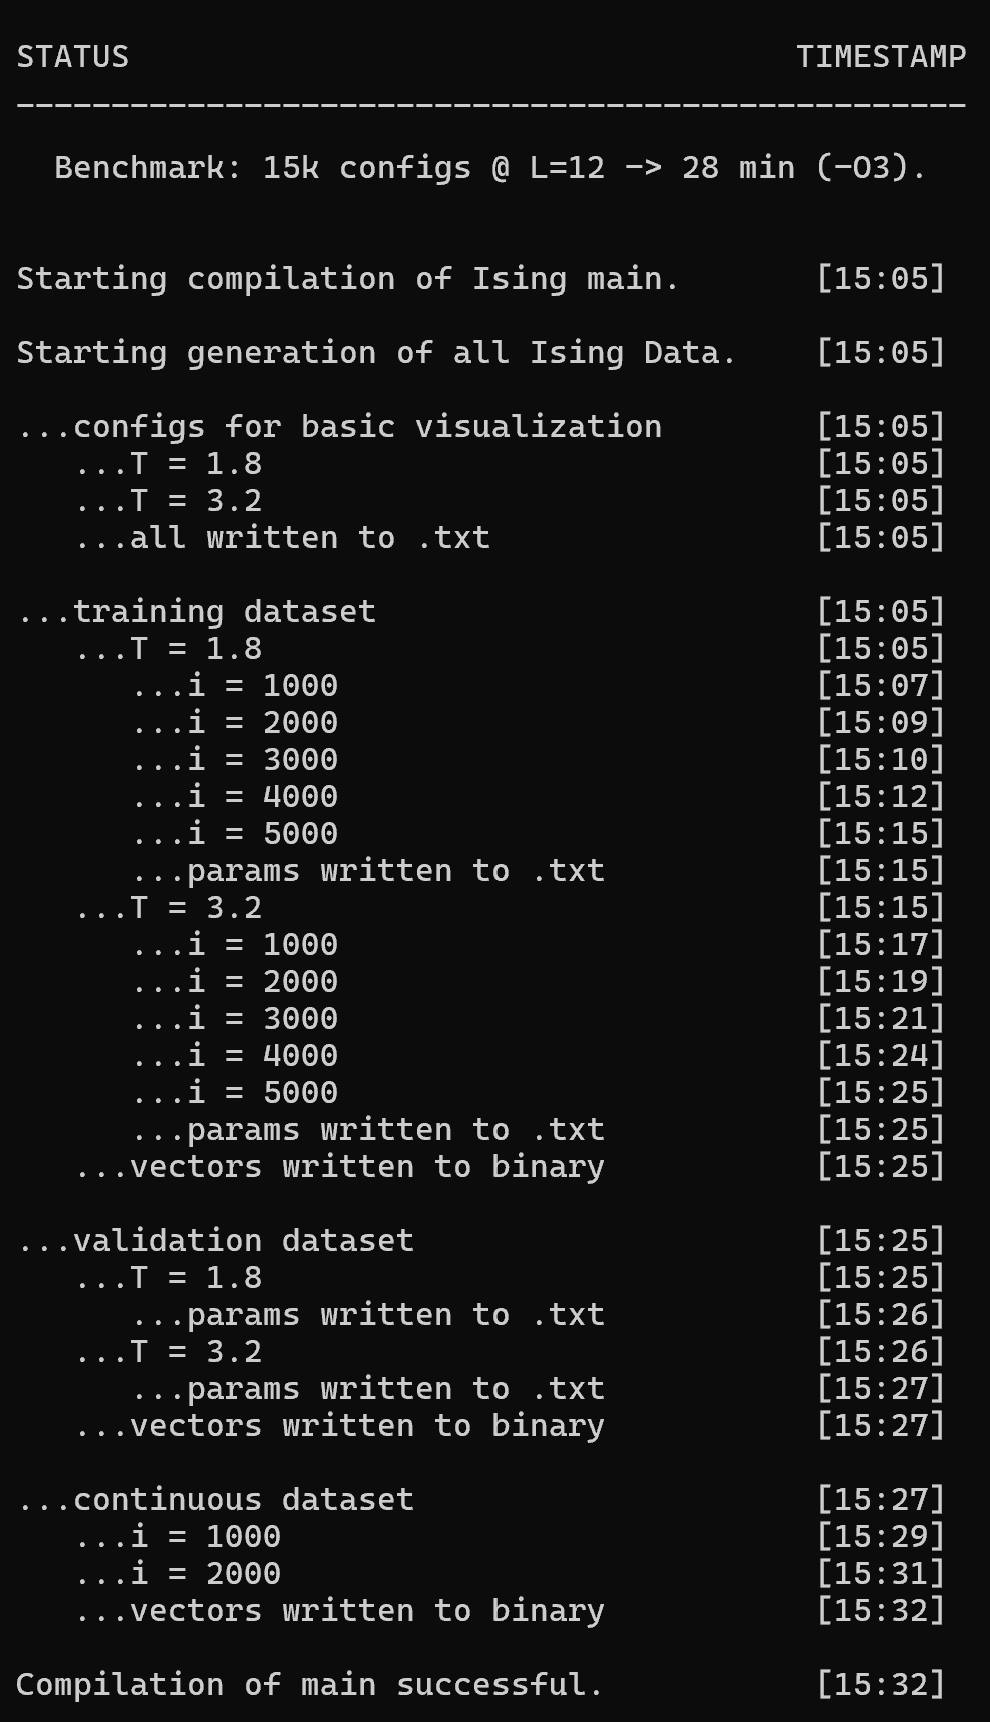 STATUS TIMESTAMP
--------------------------------------------------
Benchmark: 15k configs @ L=12 -> 28 min (-O3).
Starting compilation of Ising main. [15:05]
Starting generation of all Ising Data. [15:05]
...configs for basic visualization [15:05]
...T = 1.8 [15:05]
...T = 3.2 [15:05]
...all written to .txt [15:05]
...training dataset [15:05]
...T = 1.8 [15:05]
...i = 1000 [15:07]
...i = 2000 [15:09]
...i = 3000 [15:10]
...i = 4000 [15:12]
...i = 5000 [15:15]
...params written to .txt [15:15]
...T = 3.2 [15:15]
...i = 1000 [15:17]
...i = 2000 [15:19]
...i = 3000 [15:21]
...i = 4000 [15:24]
...i = 5000 [15:25]
...params written to .txt [15:25]
...vectors written to binary [15:25]
...validation dataset [15:25]
...T = 1.8 [15:25]
...params written to .txt [15:26]
...T = 3.2 [15:26]
...params written to .txt [15:27]
...vectors written to binary [15:27]
...continuous dataset [15:27]
...i = 1000 [15:29]
...i = 2000 [15:31]
...vectors written to binary [15:32]
Compilation of main successful. [15:32]